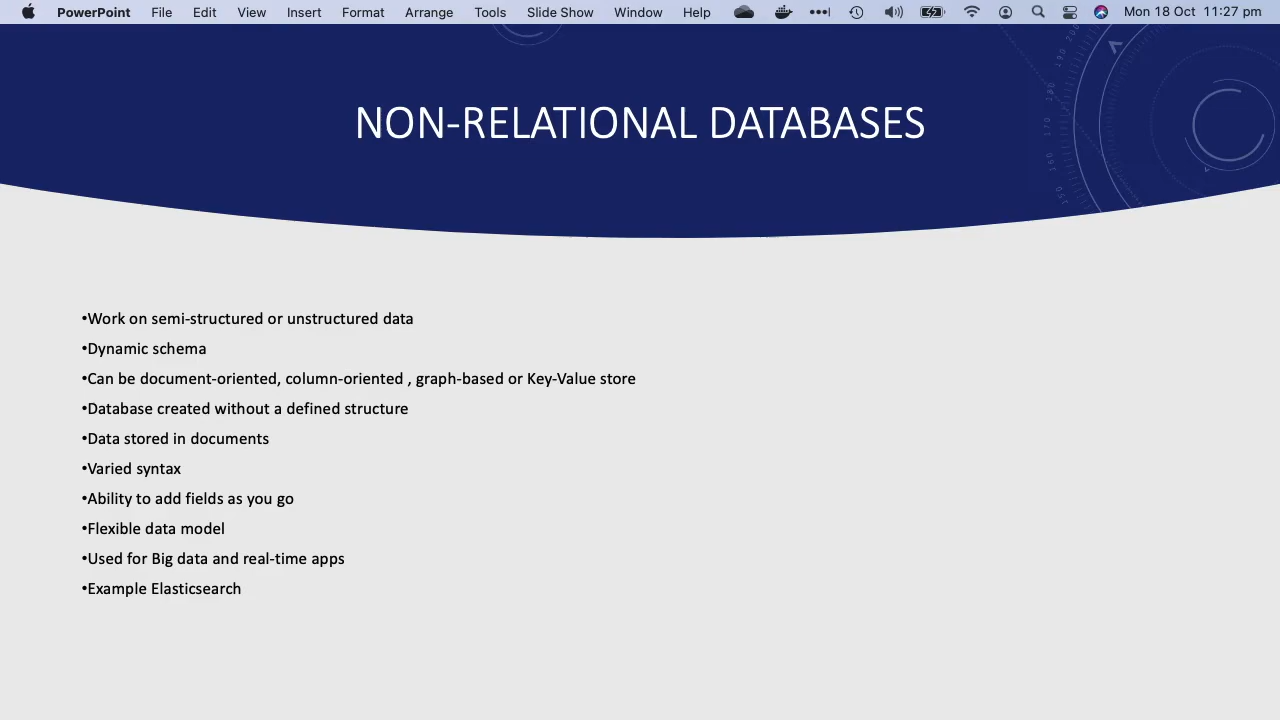 PowerPoint File Edit View Insert Format Arrange Tools Slide Show Window Help Mon 18 Oct 11:27 pm
NON-RELATIONAL DATABASES
•Work on semi-structured or unstructured data
•Dynamic schema
•Can be document-oriented, column-oriented , graph-based or Key-Value store
•Database created without a defined structure
•Data stored in documents
•Varied syntax
•Ability to add fields as you go
•Flexible data model
•Used for Big data and real-time apps
•Example Elasticsearch